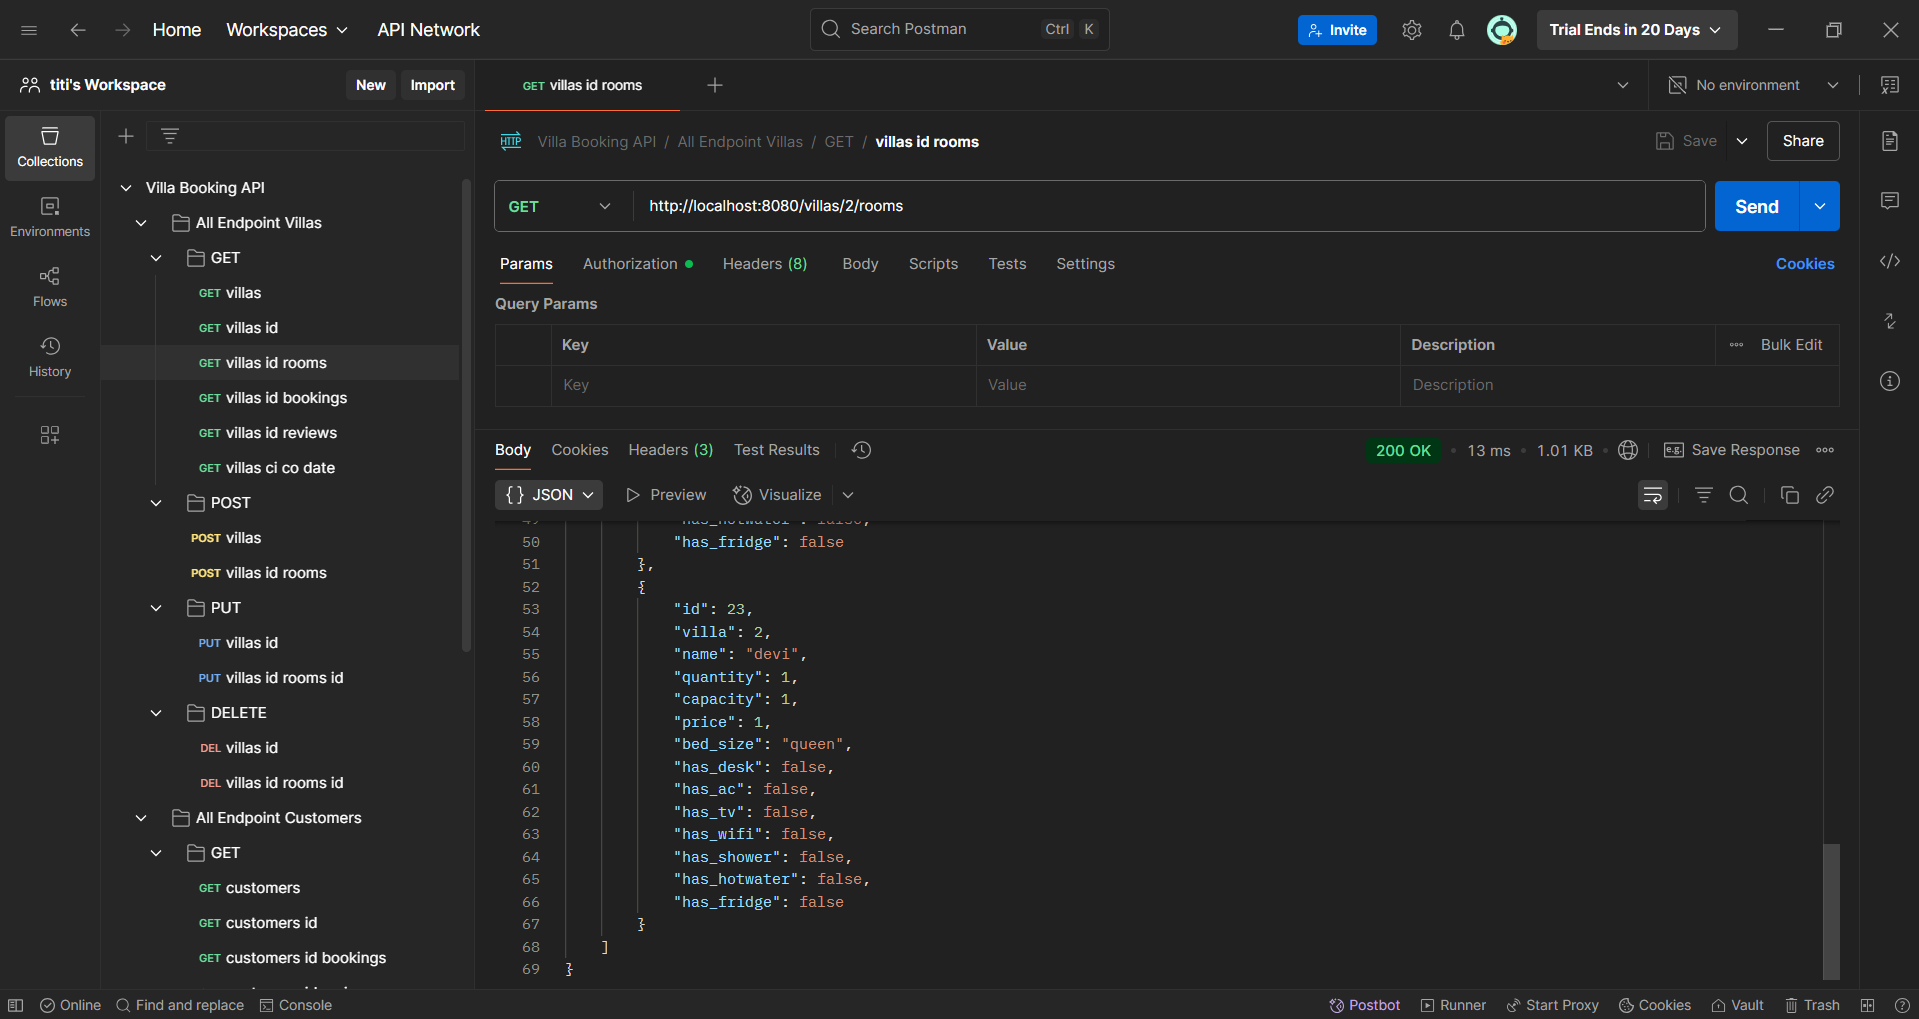 Home Workspaces API Network Search Postman Ctrl K Invite Trial Ends in 20 Days
titi's Workspace New Import GET villas id rooms No environment
Collections
Environments
Flows
History
Villa Booking API
All Endpoint Villas
GET
GET villas
GET villas id
GET villas id rooms
GET villas id bookings
GET villas id reviews
GET villas ci co date
POST
POST villas
POST villas id rooms
PUT
PUT villas id
PUT villas id rooms id
DELETE
DEL villas id
DEL villas id rooms id
All Endpoint Customers
GET
GET customers
GET customers id
GET customers id bookings
HTTP Villa Booking API / All Endpoint Villas / GET / villas id rooms Save Share
GET http://localhost:8080/villas/2/rooms Send
Params Authorization Headers (8) Body Scripts Tests Settings Cookies
Query Params
Key Value Description Bulk Edit
Key Value Description
Body Cookies Headers (3) Test Results 200 OK 13 ms 1.01 KB e.g. Save Response
{} JSON Preview Visualize
49 "has_hotwater": false,
50 "has_fridge": false
51 },
52 {
53 "id": 23,
54 "villa": 2,
55 "name": "devi",
56 "quantity": 1,
57 "capacity": 1,
58 "price": 1,
59 "bed_size": "queen",
60 "has_desk": false,
61 "has_ac": false,
62 "has_tv": false,
63 "has_wifi": false,
64 "has_shower": false,
65 "has_hotwater": false,
66 "has_fridge": false
67 }
68 ]
69 }
Online Find and replace Console Postbot Runner Start Proxy Cookies Vault Trash